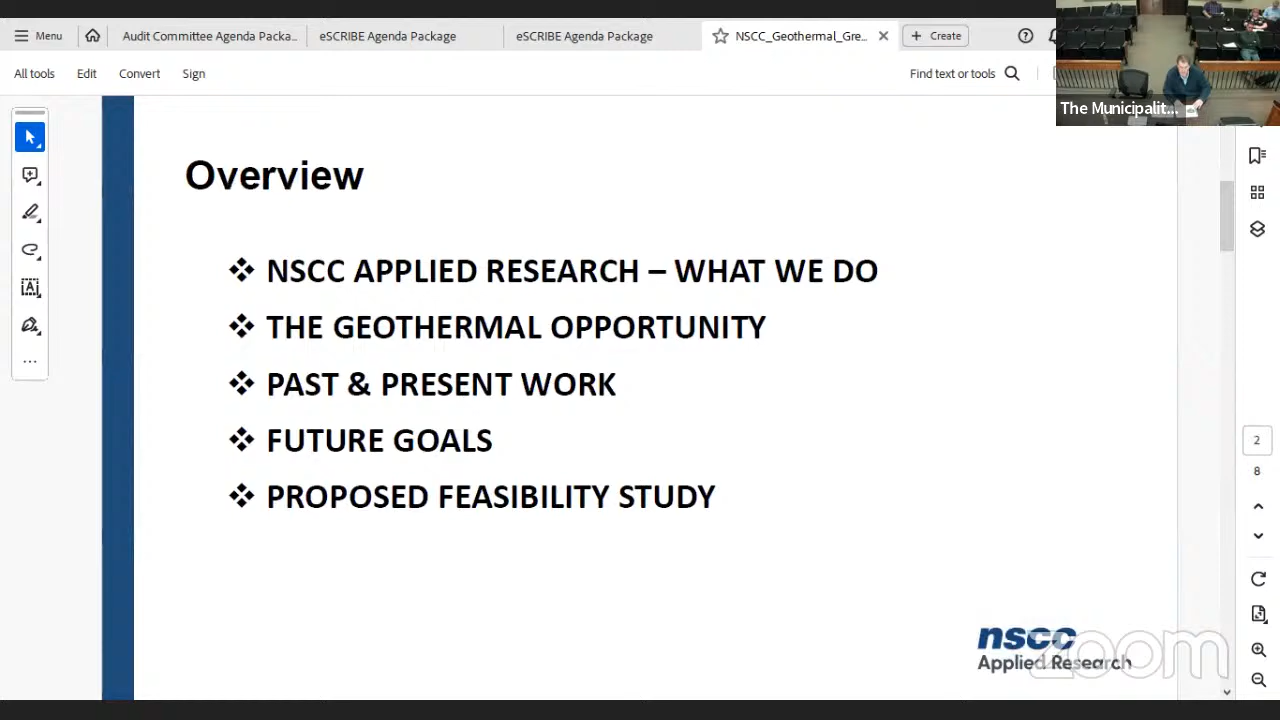 Menu
Audit Committee Agenda Packa...
eSCRIBE Agenda Package
eSCRIBE Agenda Package
NSCC_Geothermal_Gre...
Create
All tools
Edit
Convert
Sign
Find text or tools
The Municipalit...
Overview
❖ NSCC APPLIED RESEARCH – WHAT WE DO
❖ THE GEOTHERMAL OPPORTUNITY
❖ PAST & PRESENT WORK
❖ FUTURE GOALS
❖ PROPOSED FEASIBILITY STUDY
2
8
nscc
Applied Research
zoom